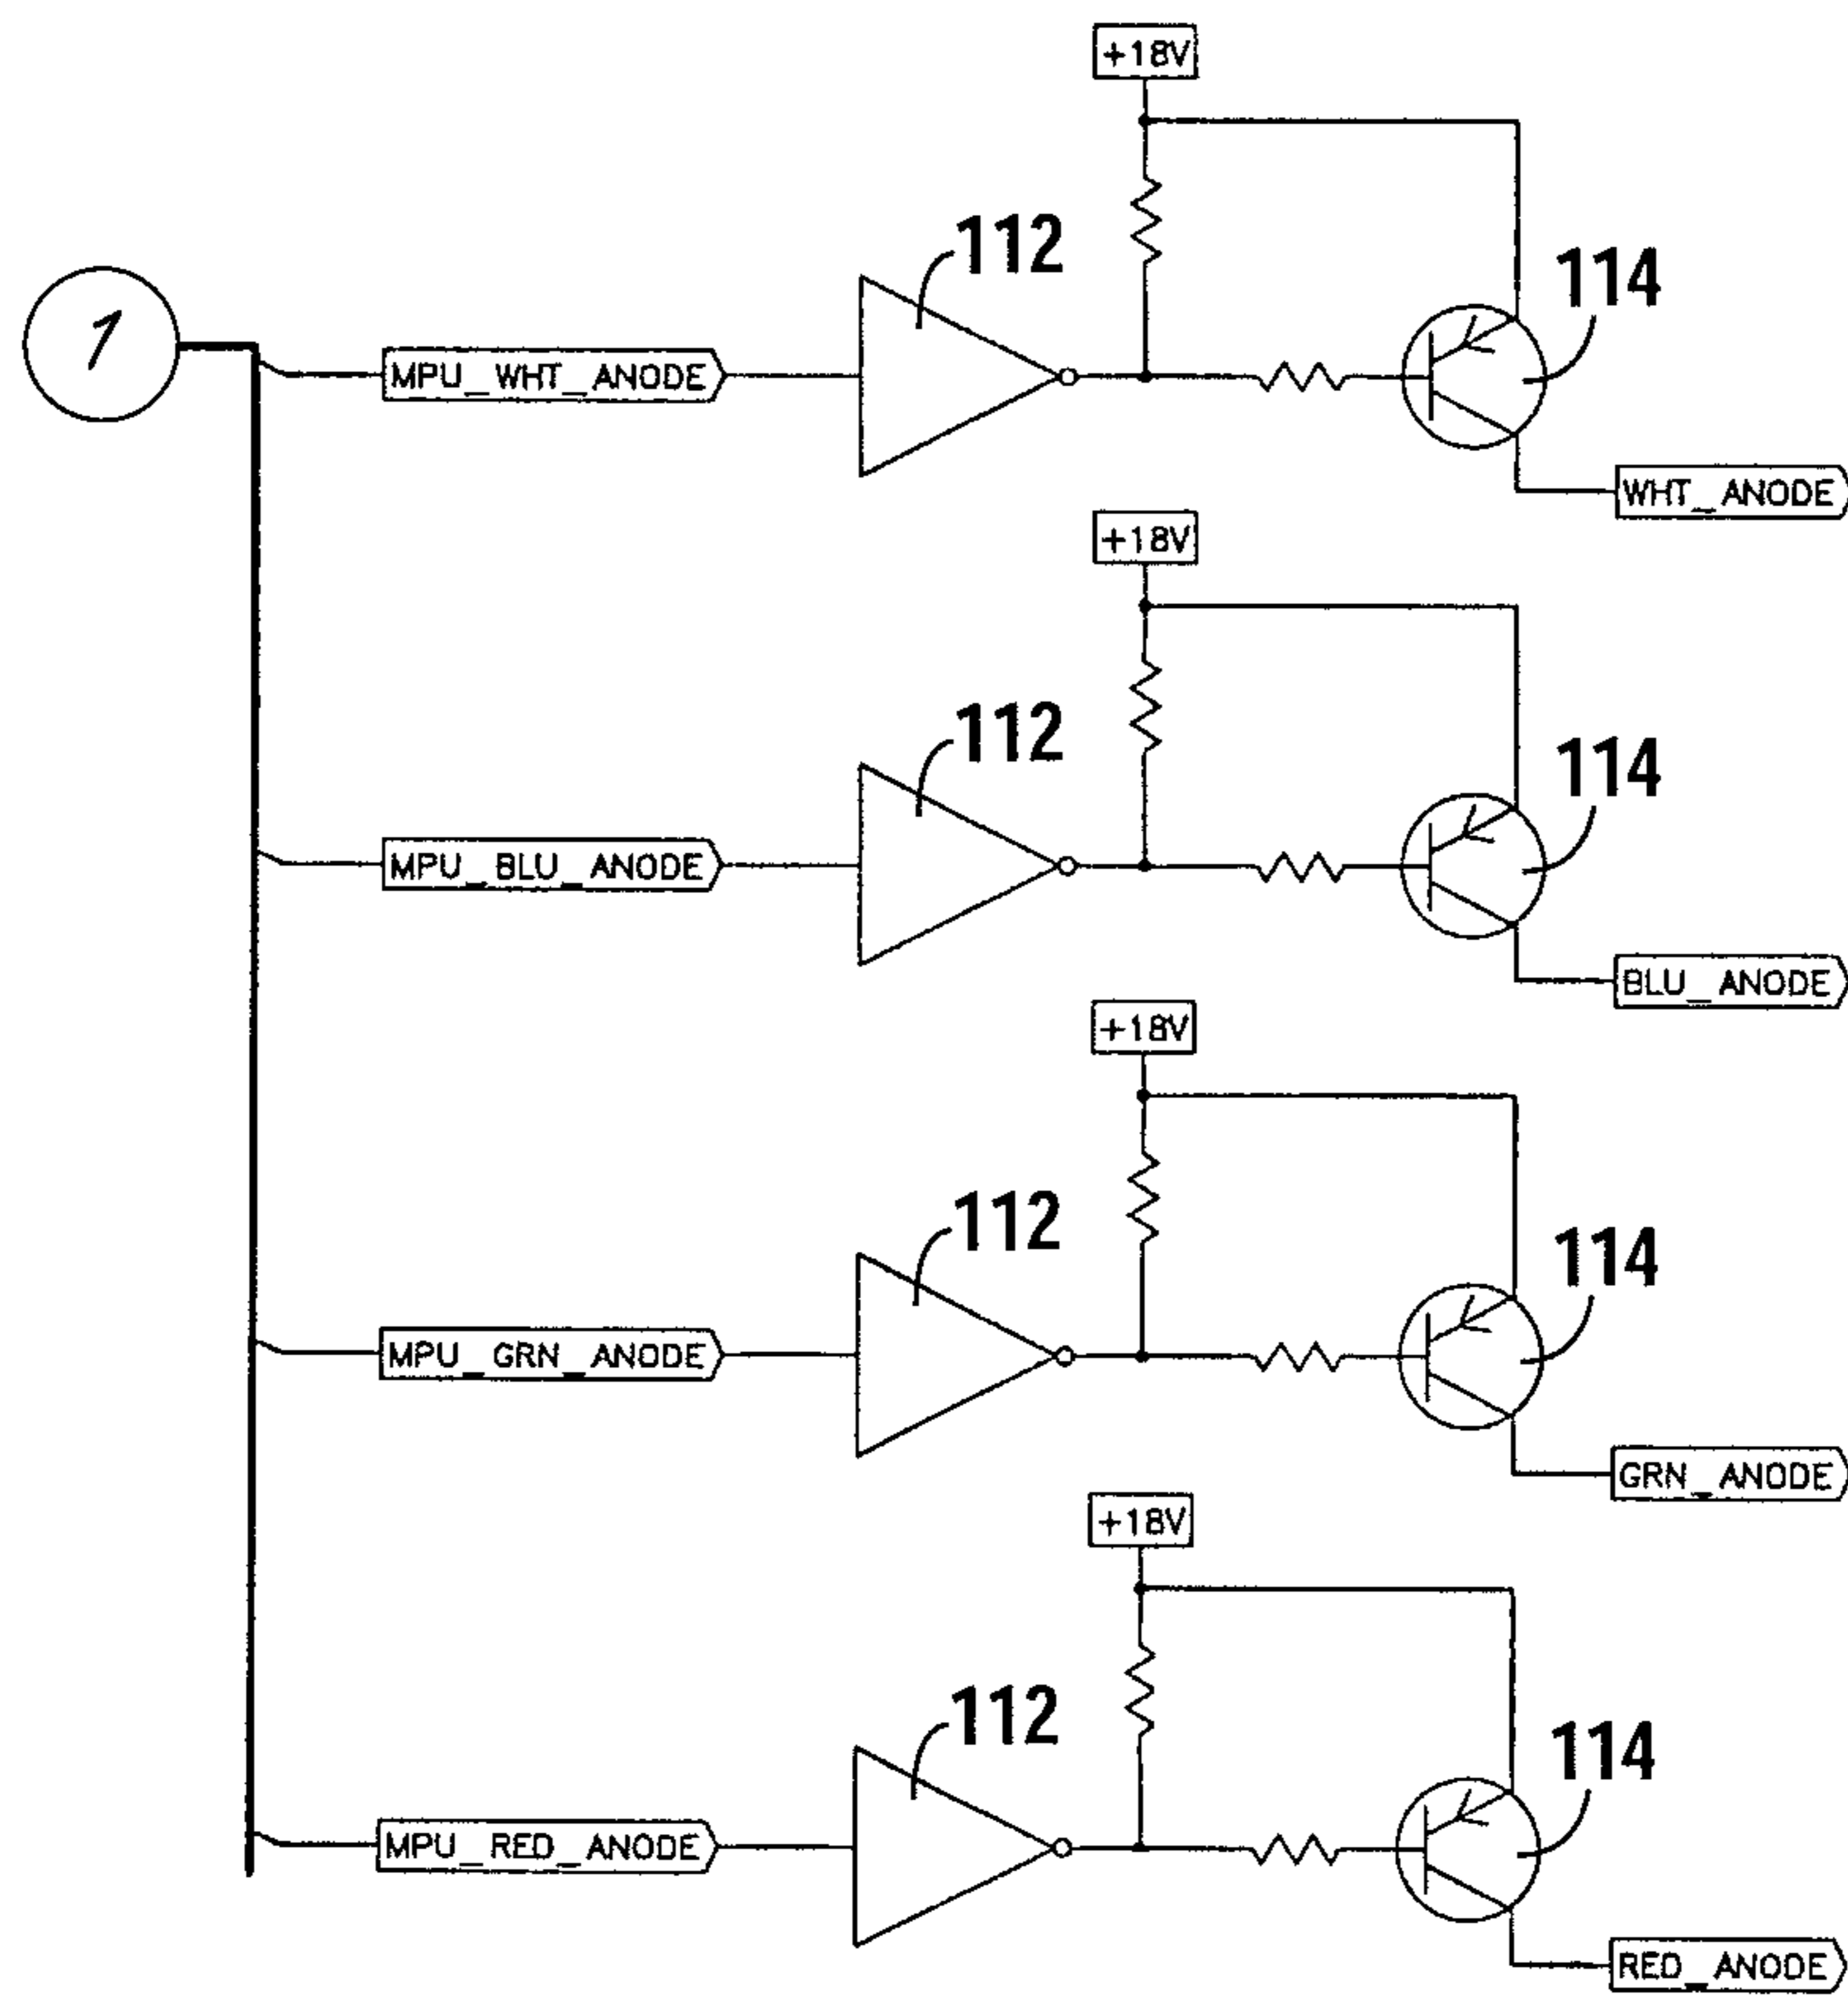 +18V
112
114
1
MPU_WHT_ANODE
WHT_ANODE
+18V
112
114
MPU_BLU_ANODE
BLU_ANODE
+18V
112
114
MPU_GRN_ANODE
GRN_ANODE
+18V
112
114
MPU_RED_ANODE
RED_ANODE